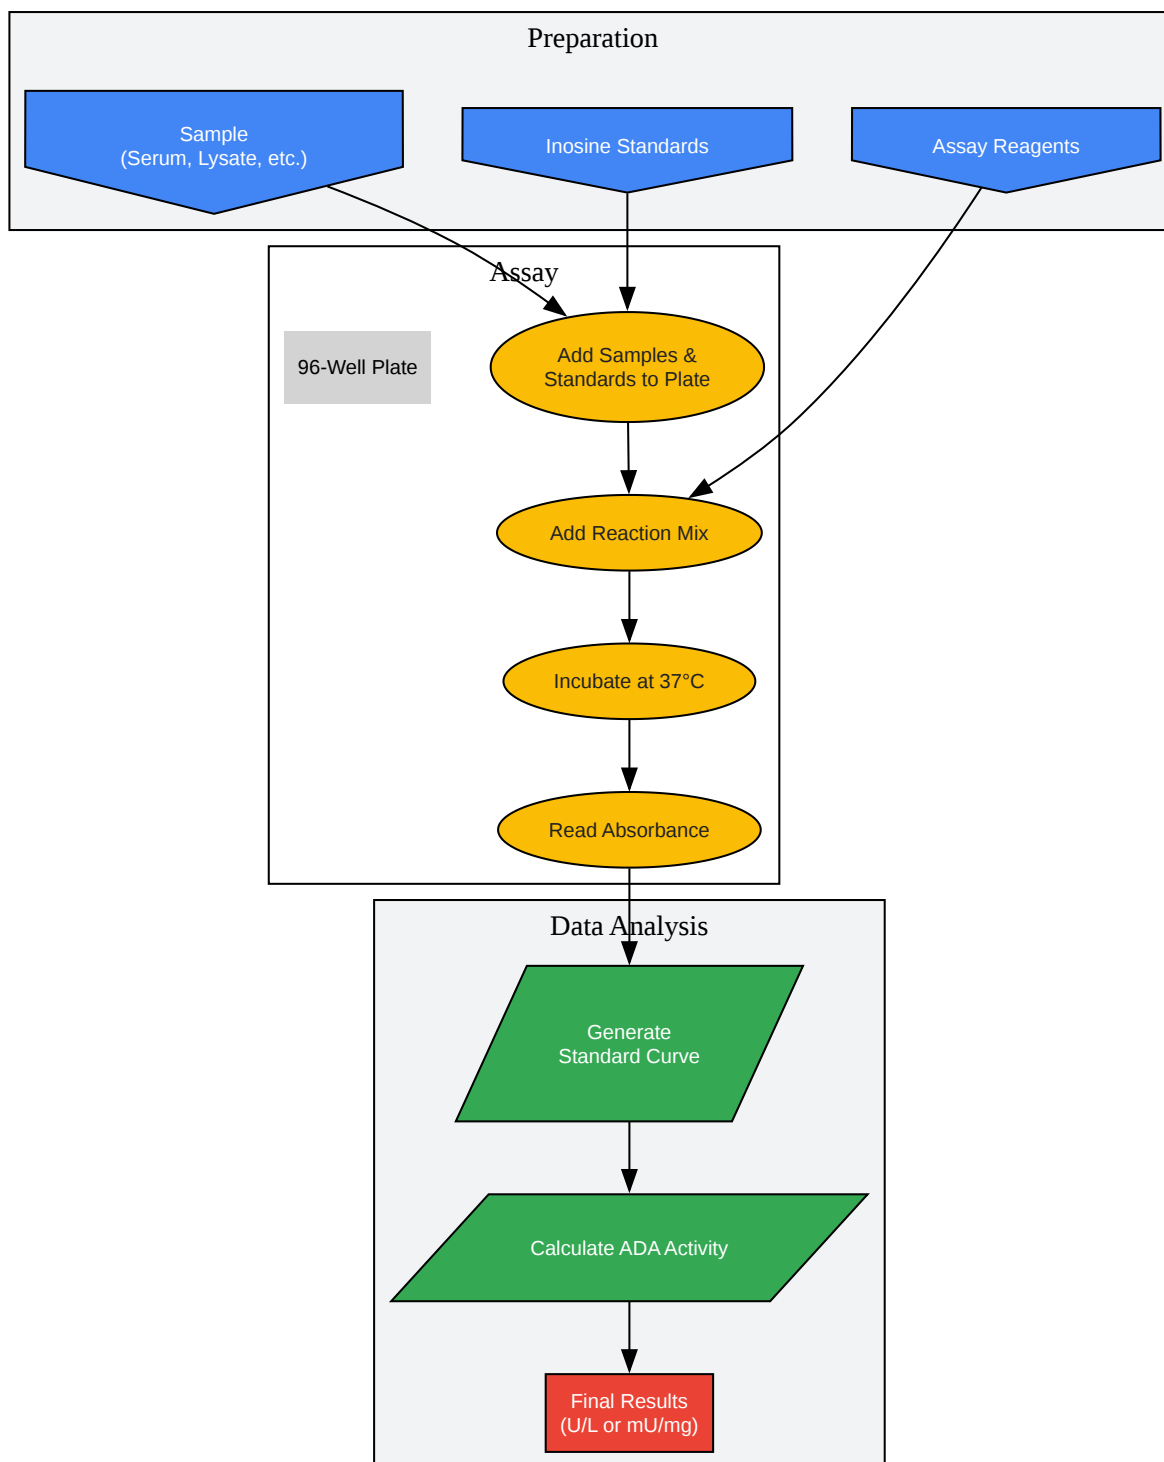 Preparation
Sample
(Serum, Lysate, etc.)
Inosine Standards
Assay Reagents
Assay
96-Well Plate
Add Samples &
Standards to Plate
Add Reaction Mix
Incubate at 37°C
Read Absorbance
Data Analysis
Generate
Standard Curve
Calculate ADA Activity
Final Results
(U/L or mU/mg)